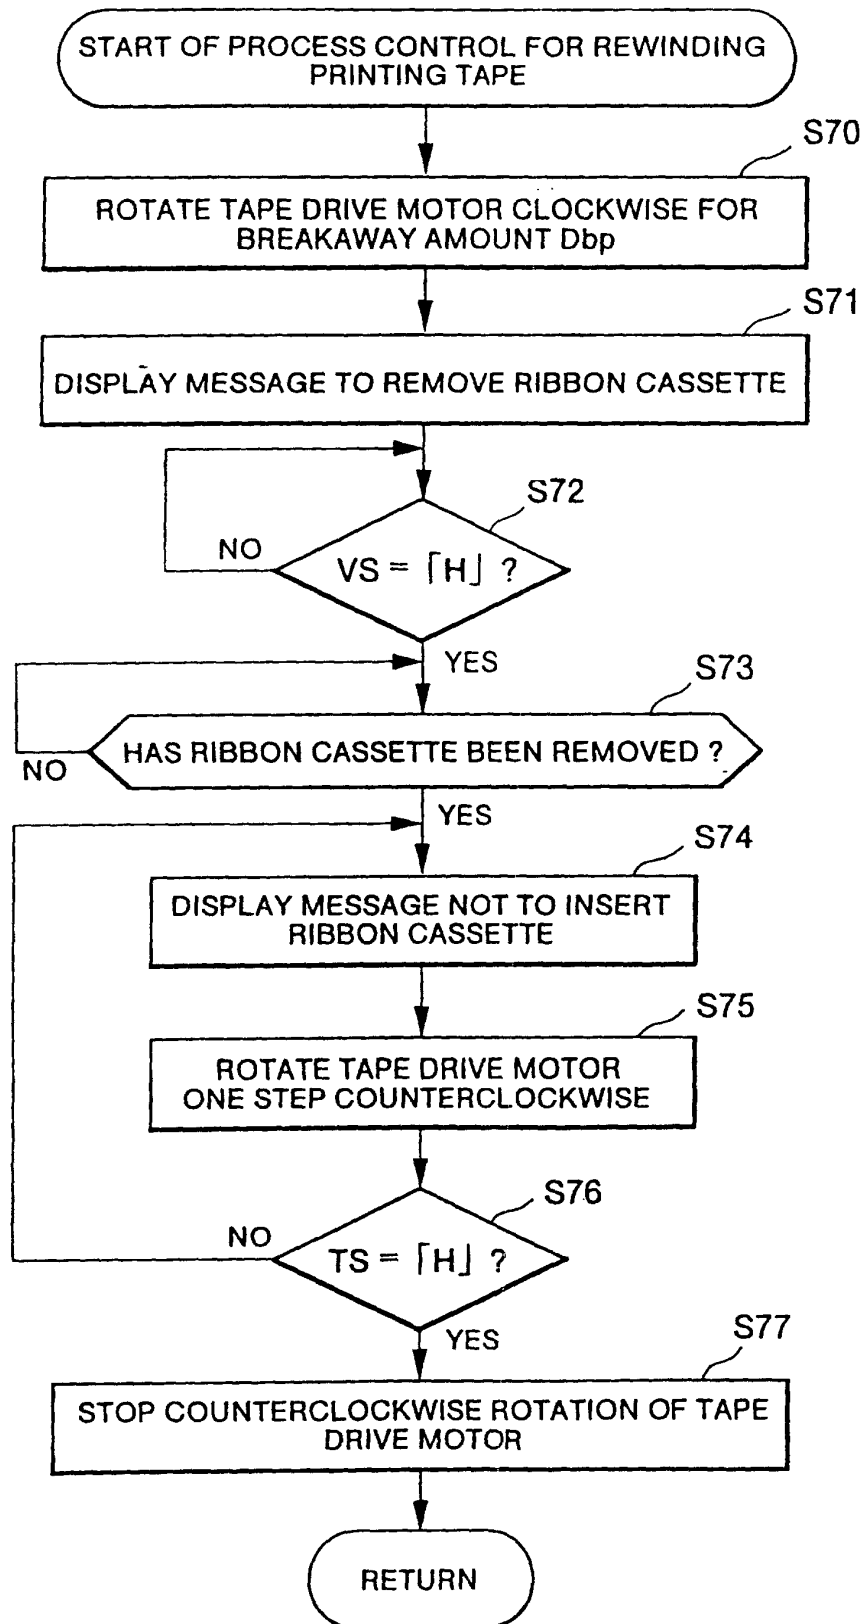 START OF PROCESS CONTROL FOR REWINDING
PRINTING TAPE
S70
ROTATE TAPE DRIVE MOTOR CLOCKWISE FOR
BREAKAWAY AMOUNT Dbp
S71
DISPLAY MESSAGE TO REMOVE RIBBON CASSETTE
S72
NO
VS = ⌈H⌋ ?
YES
S73
HAS RIBBON CASSETTE BEEN REMOVED ?
NO
YES
S74
DISPLAY MESSAGE NOT TO INSERT
RIBBON CASSETTE
S75
ROTATE TAPE DRIVE MOTOR
ONE STEP COUNTERCLOCKWISE
S76
NO
TS = ⌈H⌋ ?
YES
S77
STOP COUNTERCLOCKWISE ROTATION OF TAPE
DRIVE MOTOR
RETURN